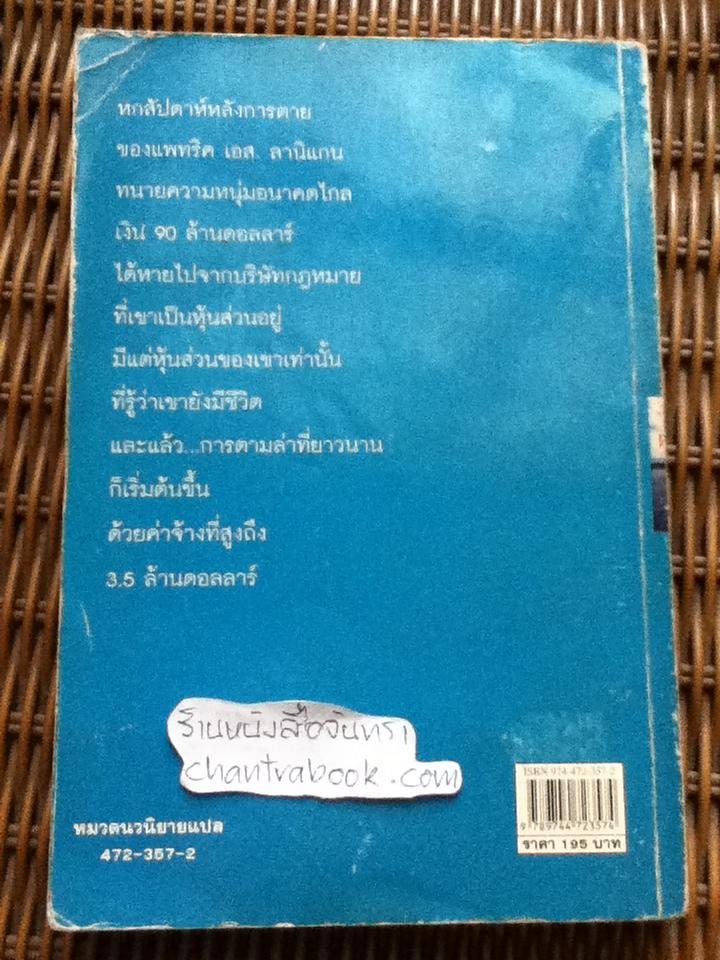 หกสัปดาห์หลังการตาย
ของแพทริค เอส. ลานิแกน
ทนายความหนุ่มอนาคตไกล
เงิน 90 ล้านดอลลาร์
ได้หายไปจากบริษัทกฎหมาย
ที่เขาเป็นหุ้นส่วนอยู่
มีแต่หุ้นส่วนของเขาเท่านั้น
ที่รู้ว่าเขายังมีชีวิต
และแล้ว...การตามล่าที่ยาวนาน
ก็เริ่มต้นขึ้น
ด้วยค่าจ้างที่สูงถึง
3.5 ล้านดอลลาร์
ร้านหนังสือจันทรา
chantrabook.com
หมวดนวนิยายแปล
472-357-2
ISBN 974-472-357-2
9 789744 723574
ราคา 195 บาท